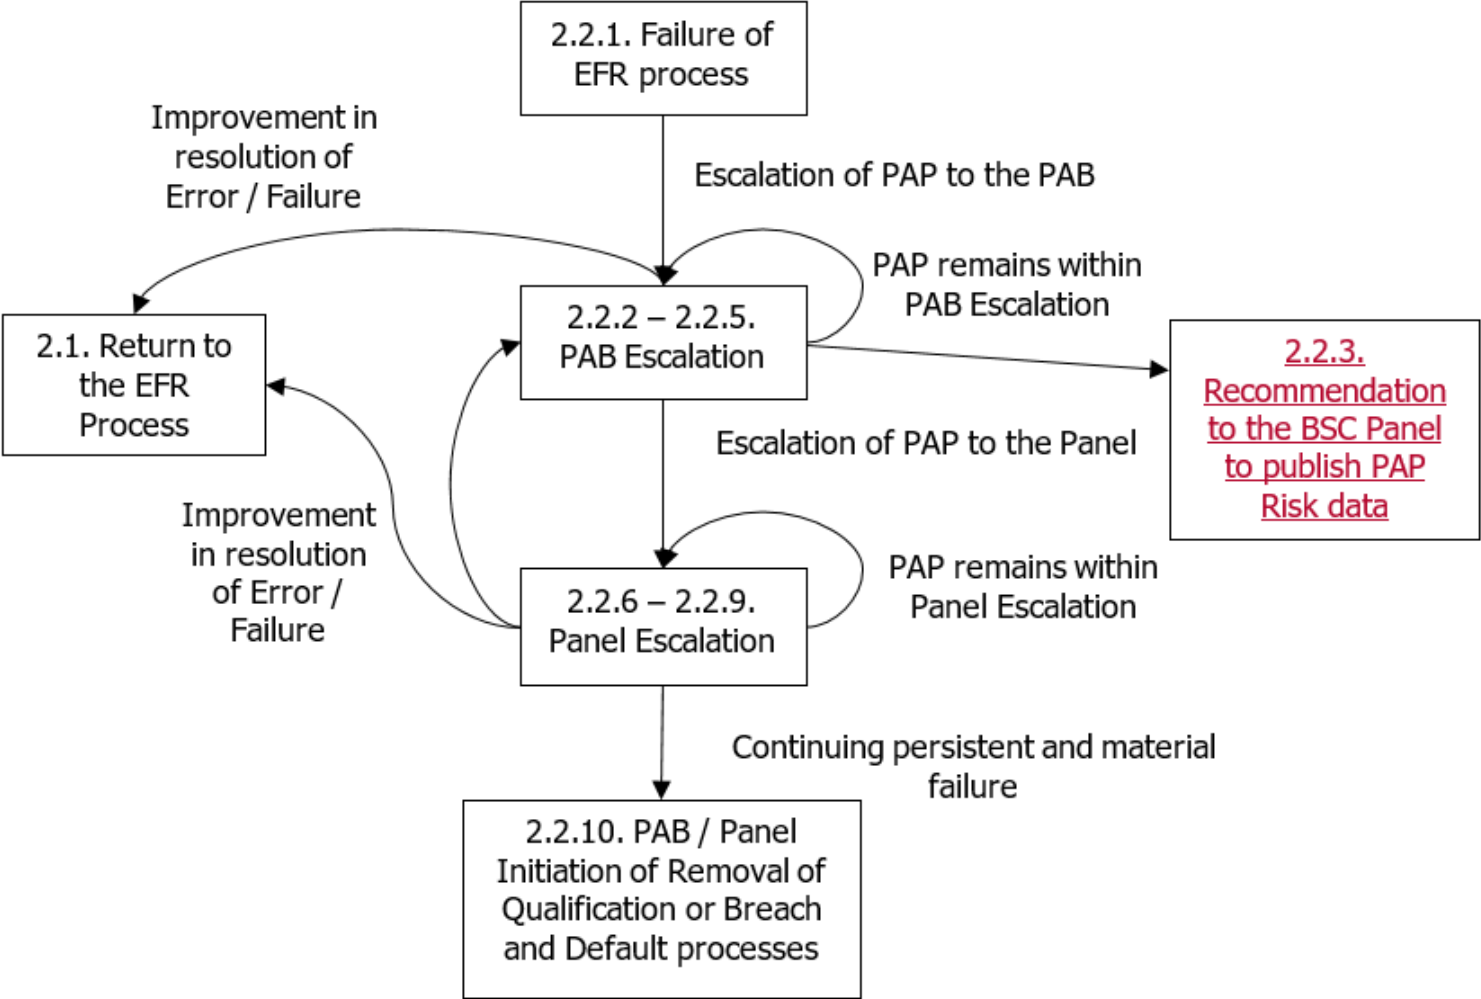 2.2.1. Failure of
EFR process
Improvement in
resolution of
Error / Failure
Escalation of PAP to the PAB
PAP remains within
PAB Escalation
2.2.2 – 2.2.5.
PAB Escalation
2.1. Return to
the EFR
Process
2.2.3.
Recommendation
to the BSC Panel
to publish PAP
Risk data
Escalation of PAP to the Panel
Improvement
in resolution
of Error /
Failure
PAP remains within
Panel Escalation
2.2.6 – 2.2.9.
Panel Escalation
Continuing persistent and material
failure
2.2.10. PAB / Panel
Initiation of Removal of
Qualification or Breach
and Default processes